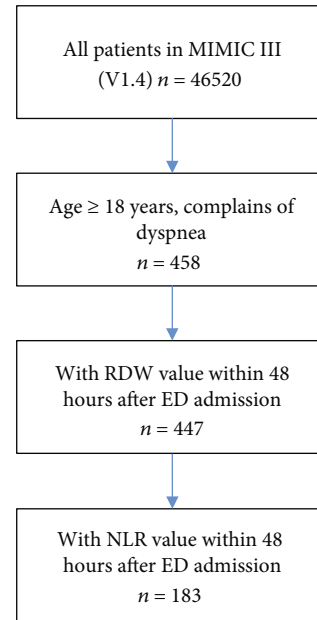 All patients in MIMIC III
(V1.4) n = 46520
Age ≥ 18 years, complains of
dyspnea
n = 458
With RDW value within 48
hours after ED admission
n = 447
With NLR value within 48
hours after ED admission
n = 183